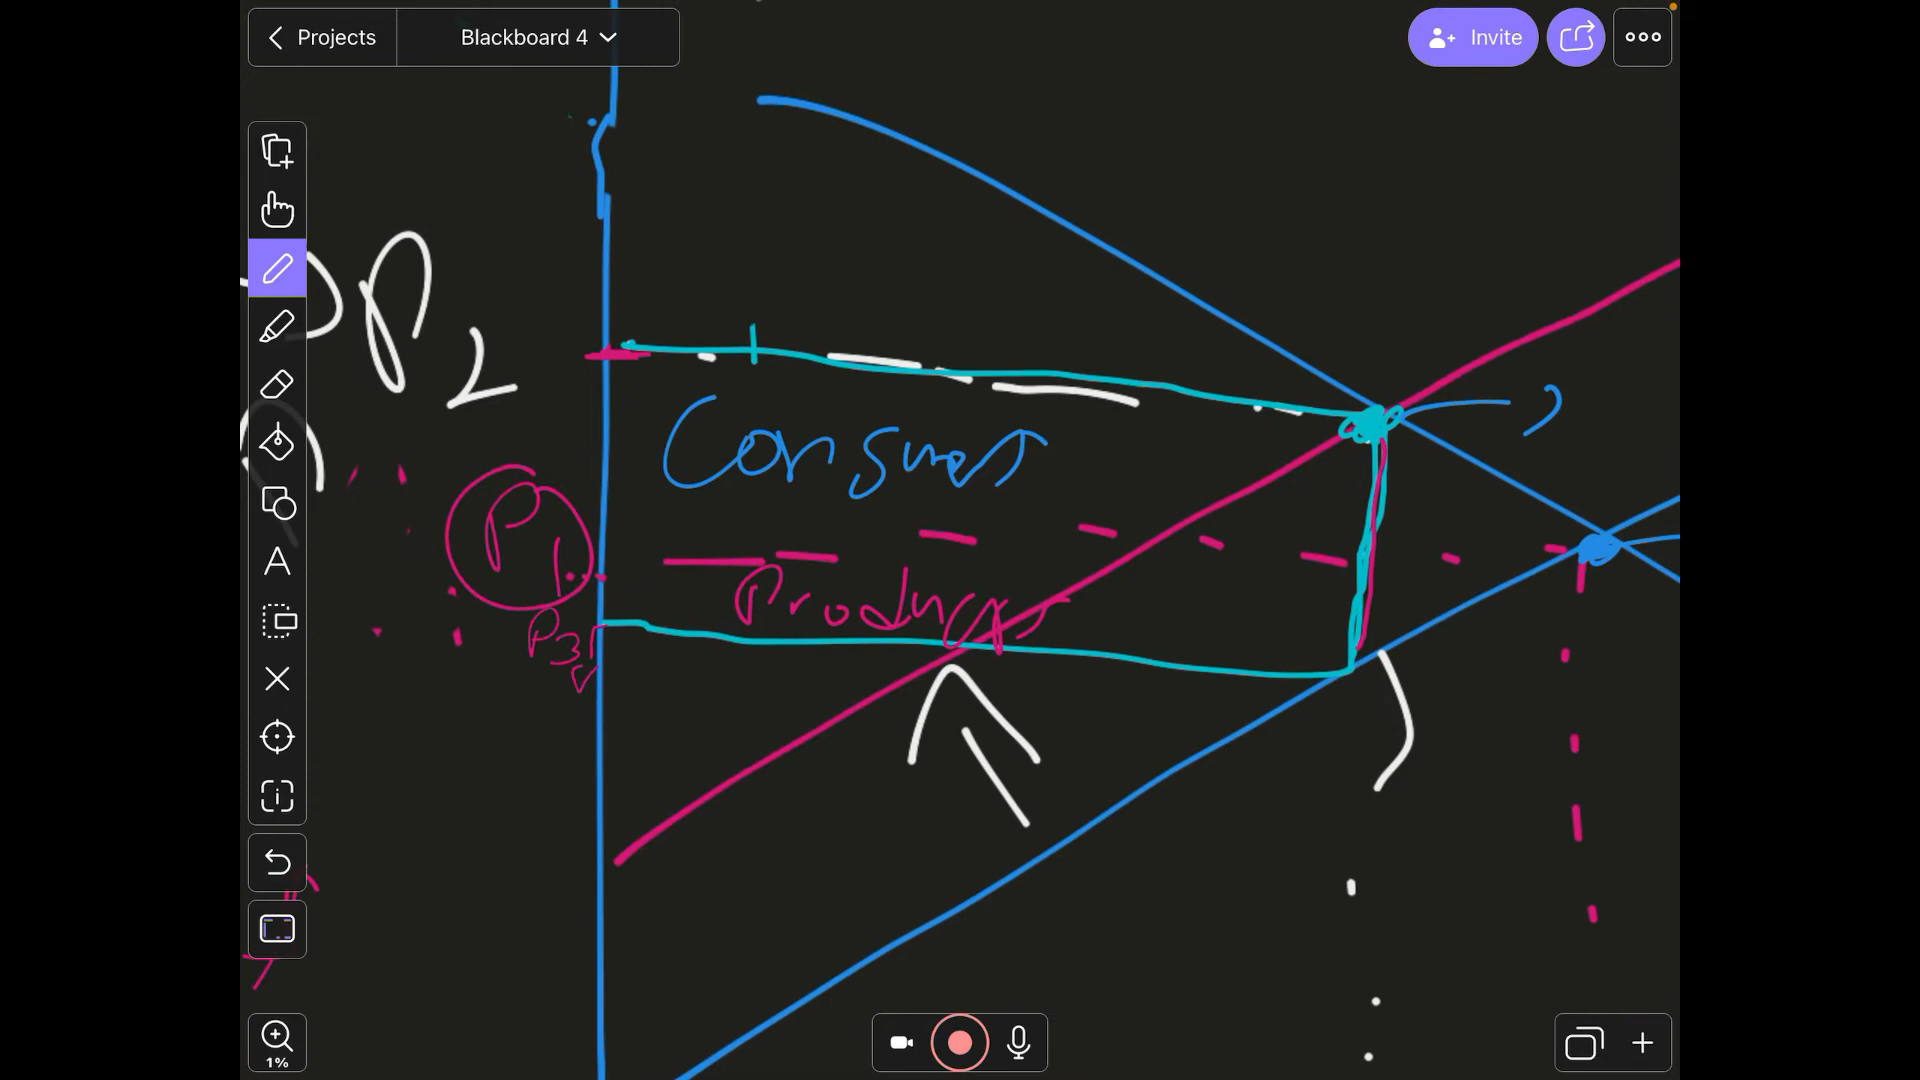 Projects
Blackboard 4
Invite
P2
Consumer
P1
Producer
P3
A
1%